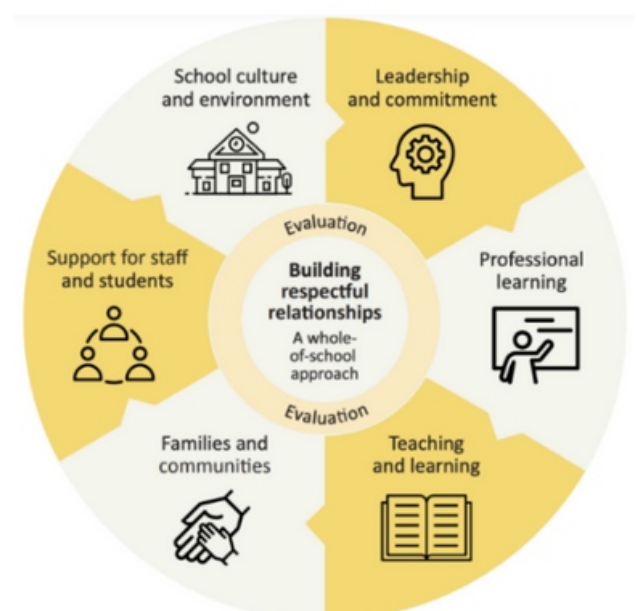 School culture
and environment
Leadership
and commitment
Support for staff
and students
Evaluation
Building
respectful
relationships
A whole-
of-school
approach
Evaluation
Professional
learning
Families and
communities
Teaching
and learning